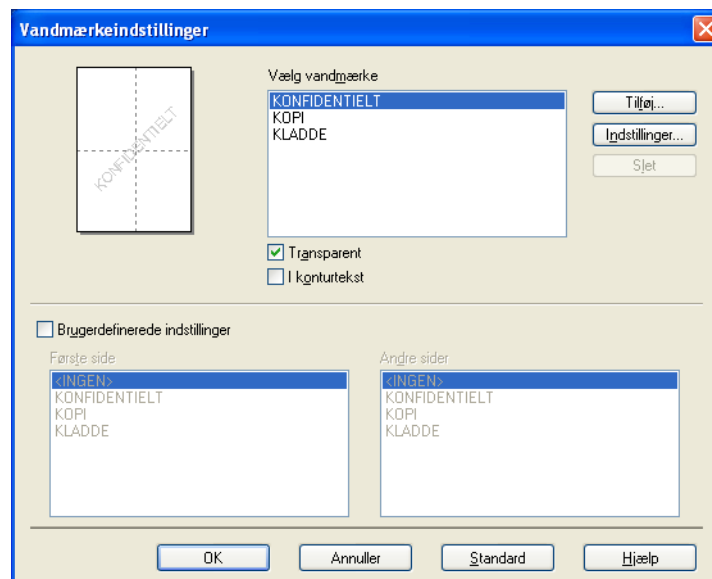 Vandmærkeindstillinger
KONFIDENTIELT
Vælg vandmærke
KONFIDENTIELT
KOPI
KLADDE
Tilføj...
Indstillinger...
Slet
Transparent
I konturtekst
Brugerdefinerede indstillinger
Første side
<INGEN>
KONFIDENTIELT
KOPI
KLADDE
Andre sider
<INGEN>
KONFIDENTIELT
KOPI
KLADDE
OK
Annuller
Standard
Hjælp